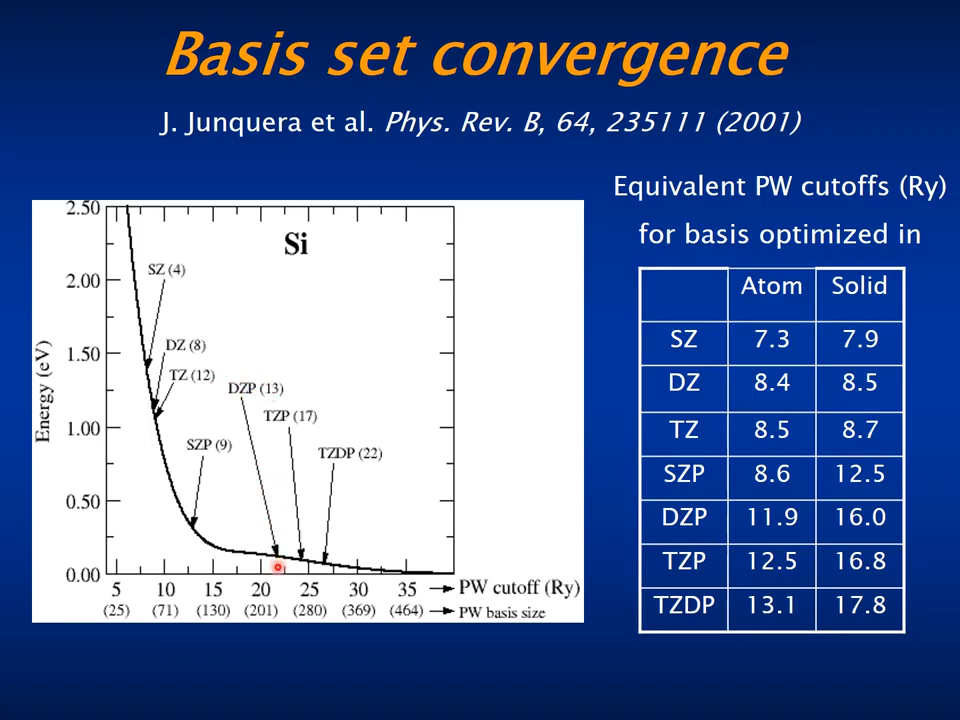 Basis set convergence
J. Junquera et al. Phys. Rev. B, 64, 235111 (2001)
Equivalent PW cutoffs (Ry)
for basis optimized in
Si
Energy (eV)
2.50
2.00
1.50
1.00
0.50
0.00
SZ (4)
DZ (8)
TZ (12)
DZP (13)
TZP (17)
SZP (9)
TZDP (22)
5 10 15 20 25 30 35 PW cutoff (Ry)
(25) (71) (130) (201) (280) (369) (464) PW basis size
Atom Solid
SZ 7.3 7.9
DZ 8.4 8.5
TZ 8.5 8.7
SZP 8.6 12.5
DZP 11.9 16.0
TZP 12.5 16.8
TZDP 13.1 17.8